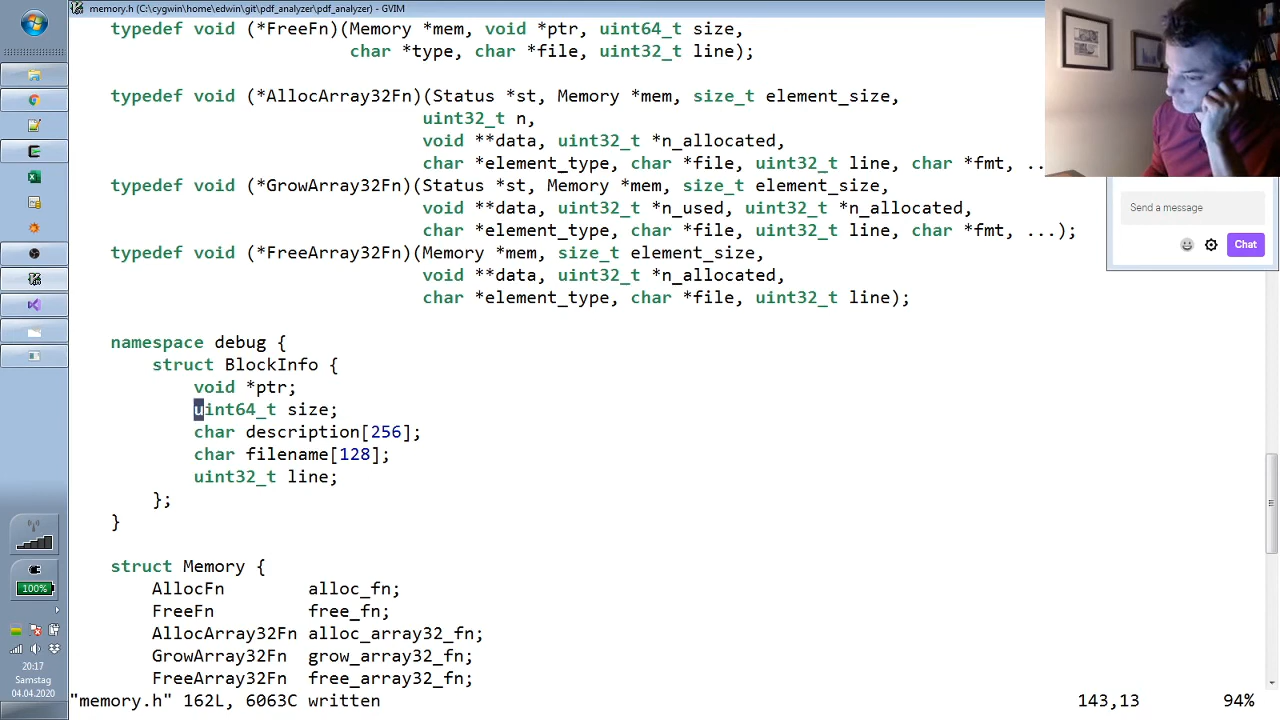 memory.h (C:\cygwin\home\edwin\git\pdf_analyzer\pdf_analyzer) - GVIM
typedef void (*FreeFn)(Memory *mem, void *ptr, uint64_t size,
char *type, char *file, uint32_t line);
typedef void (*AllocArray32Fn)(Status *st, Memory *mem, size_t element_size,
uint32_t n,
void **data, uint32_t *n_allocated,
char *element_type, char *file, uint32_t line, char *fmt, ...
typedef void (*GrowArray32Fn)(Status *st, Memory *mem, size_t element_size,
void **data, uint32_t *n_used, uint32_t *n_allocated,
char *element_type, char *file, uint32_t line, char *fmt, ...);
typedef void (*FreeArray32Fn)(Memory *mem, size_t element_size,
void **data, uint32_t *n_allocated,
char *element_type, char *file, uint32_t line);
namespace debug {
struct BlockInfo {
void *ptr;
uint64_t size;
char description[256];
char filename[128];
uint32_t line;
};
}
struct Memory {
AllocFn alloc_fn;
FreeFn free_fn;
AllocArray32Fn alloc_array32_fn;
GrowArray32Fn grow_array32_fn;
FreeArray32Fn free_array32_fn;
"memory.h" 162L, 6063C written 143,13 94%
Send a message
Chat
100%
20:17
Samstag
04.04.2020